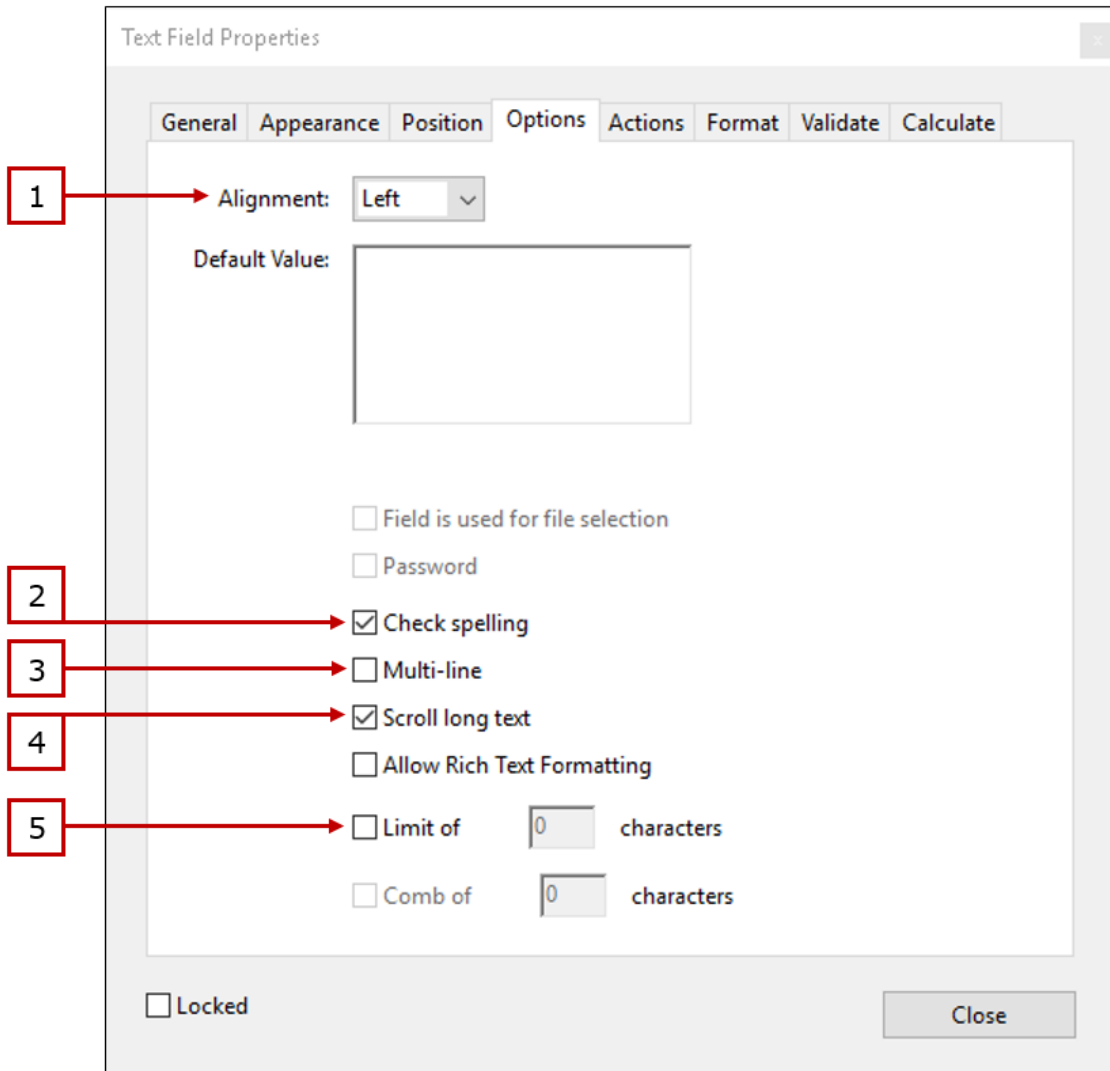 Text Field Properties
x
General Appearance Position Options Actions Format Validate Calculate
1 Alignment: Left
Default Value:
Field is used for file selection
Password
2 Check spelling
3 Multi-line
4 Scroll long text
Allow Rich Text Formatting
5 Limit of 0 characters
Comb of 0 characters
Locked Close